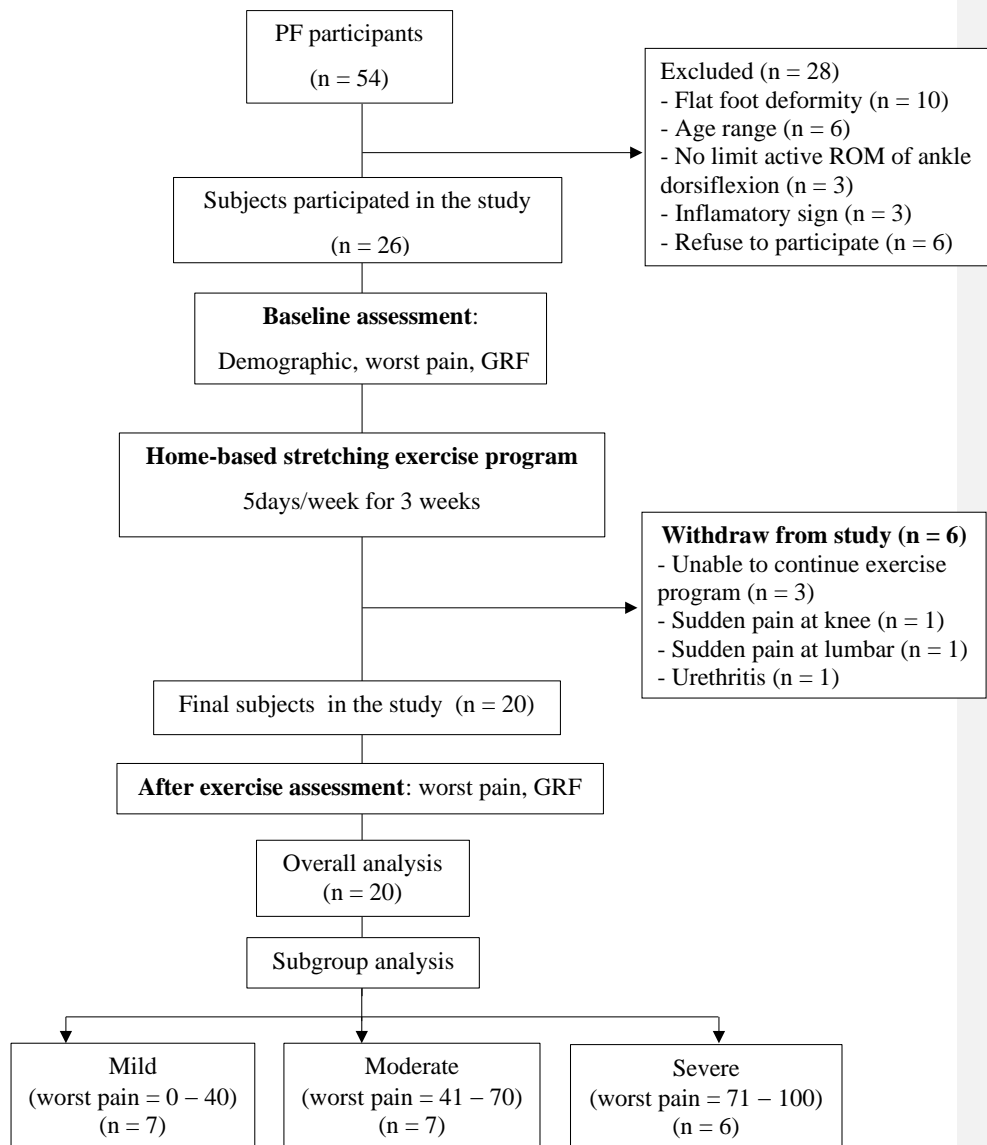 PF participants
(n = 54)
Excluded (n = 28)
- Flat foot deformity (n = 10)
- Age range (n = 6)
- No limit active ROM of ankle
dorsiflexion (n = 3)
- Inflamatory sign (n = 3)
- Refuse to participate (n = 6)
Subjects participated in the study
(n = 26)
Baseline assessment:
Demographic, worst pain, GRF
Home-based stretching exercise program
5days/week for 3 weeks
Withdraw from study (n = 6)
- Unable to continue exercise
program (n = 3)
- Sudden pain at knee (n = 1)
- Sudden pain at lumbar (n = 1)
- Urethritis (n = 1)
Final subjects in the study (n = 20)
After exercise assessment: worst pain, GRF
Overall analysis
(n = 20)
Subgroup analysis
Mild
(worst pain = 0 – 40)
(n = 7)
Moderate
(worst pain = 41 – 70)
(n = 7)
Severe
(worst pain = 71 – 100)
(n = 6)